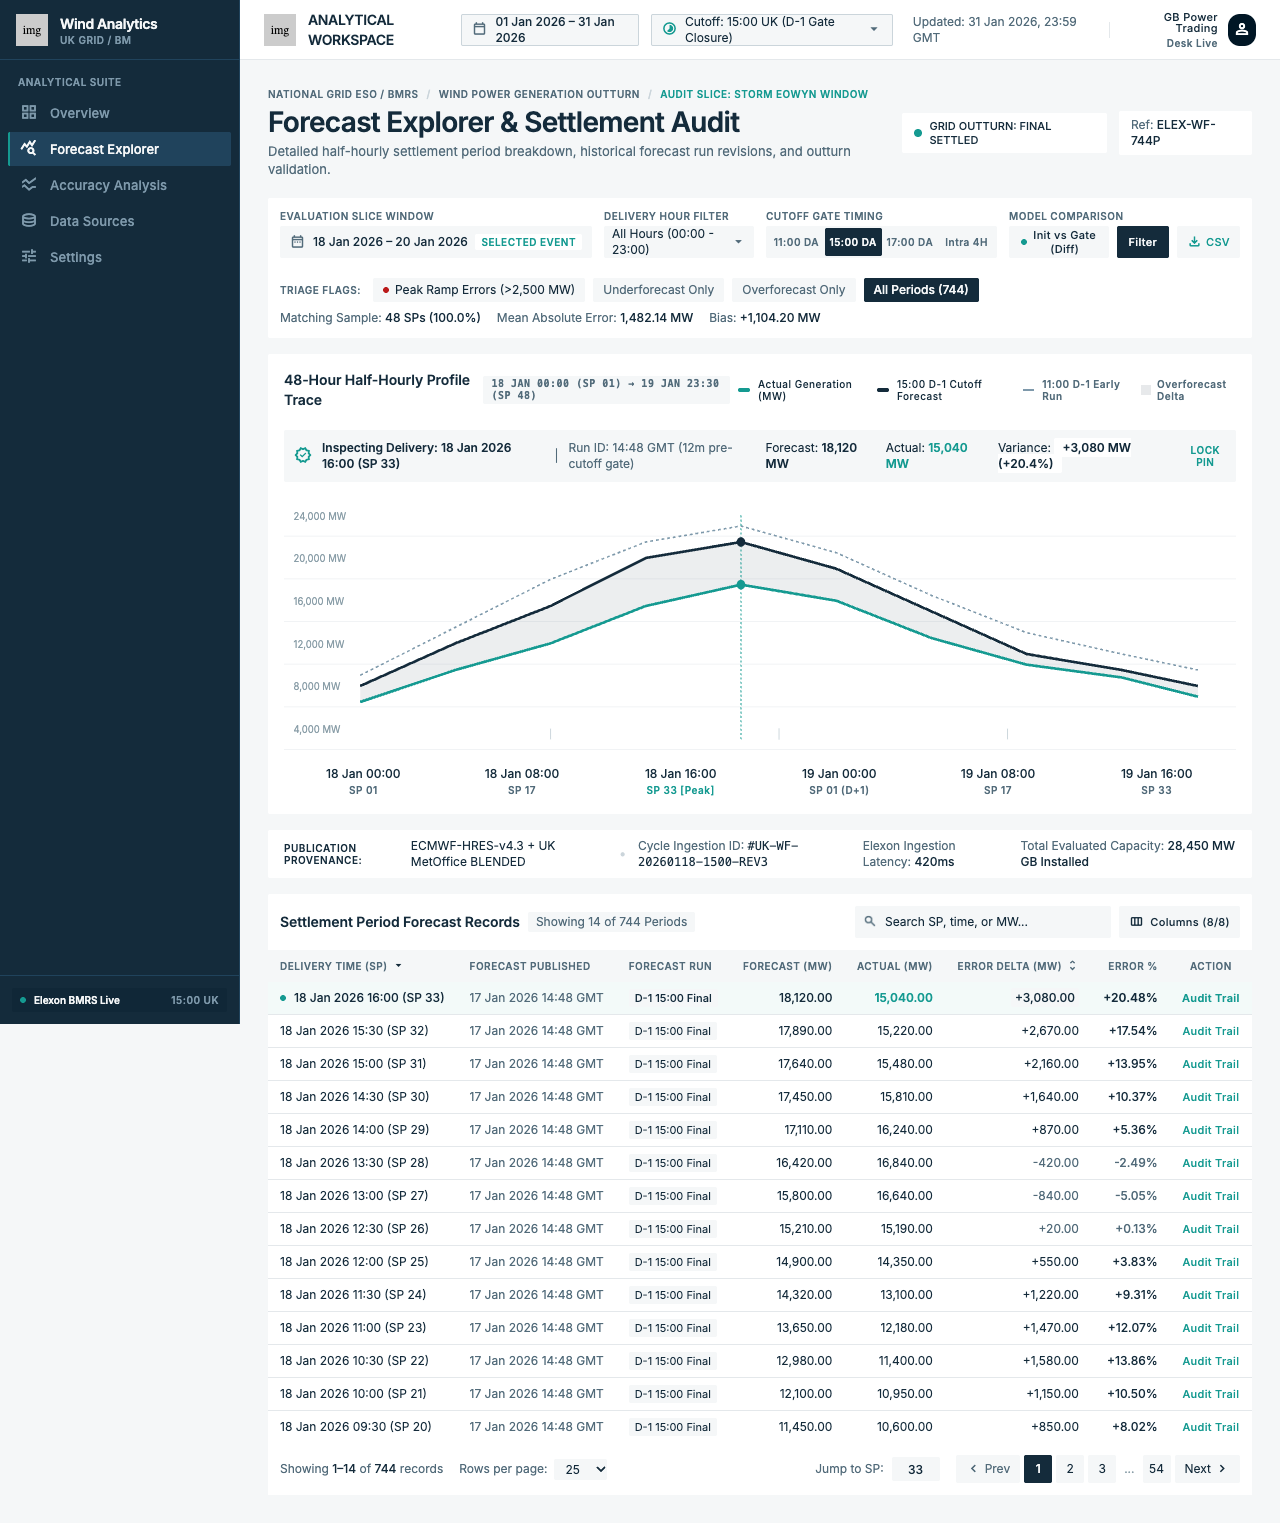 img
Wind Analytics
UK GRID / BM
ANALYTICAL SUITE
Overview
Forecast Explorer
Accuracy Analysis
Data Sources
Settings
Elexon BMRS Live
15:00 UK
img
ANALYTICAL
WORKSPACE
01 Jan 2026 – 31 Jan
2026
Cutoff: 15:00 UK (D-1 Gate
Closure)
Updated: 31 Jan 2026, 23:59
GMT
GB Power
Trading
Desk Live
NATIONAL GRID ESO / BMRS / WIND POWER GENERATION OUTTURN / AUDIT SLICE: STORM EOWYN WINDOW
Forecast Explorer & Settlement Audit
Detailed half-hourly settlement period breakdown, historical forecast run revisions, and outturn
validation.
GRID OUTTURN: FINAL
SETTLED
Ref: ELEX-WF-
744P
EVALUATION SLICE WINDOW
18 Jan 2026 – 20 Jan 2026 SELECTED EVENT
DELIVERY HOUR FILTER
All Hours (00:00 -
23:00)
CUTOFF GATE TIMING
11:00 DA 15:00 DA 17:00 DA Intra 4H
MODEL COMPARISON
Init vs Gate
(Diff)
Filter
CSV
TRIAGE FLAGS: Peak Ramp Errors (>2,500 MW) Underforecast Only Overforecast Only All Periods (744)
Matching Sample: 48 SPs (100.0%) Mean Absolute Error: 1,482.14 MW Bias: +1,104.20 MW
48-Hour Half-Hourly Profile
Trace
18 JAN 00:00 (SP 01) → 19 JAN 23:30
(SP 48)
Actual Generation
(MW)
15:00 D-1 Cutoff
Forecast
11:00 D-1 Early
Run
Overforecast
Delta
Inspecting Delivery: 18 Jan 2026
16:00 (SP 33)
Run ID: 14:48 GMT (12m pre-
cutoff gate)
Forecast: 18,120
MW
Actual: 15,040
MW
Variance: +3,080 MW
(+20.4%)
LOCK
PIN
24,000 MW
20,000 MW
16,000 MW
12,000 MW
8,000 MW
4,000 MW
18 Jan 00:00 18 Jan 08:00 18 Jan 16:00 19 Jan 00:00 19 Jan 08:00 19 Jan 16:00
SP 01 SP 17 SP 33 [Peak] SP 01 (D+1) SP 17 SP 33
PUBLICATION
PROVENANCE:
ECMWF-HRES-v4.3 + UK
MetOffice BLENDED
Cycle Ingestion ID: #UK-WF-
20260118-1500-REV3
Elexon Ingestion
Latency: 420ms
Total Evaluated Capacity: 28,450 MW
GB Installed
Settlement Period Forecast Records Showing 14 of 744 Periods
Search SP, time, or MW...
Columns (8/8)
DELIVERY TIME (SP) FORECAST PUBLISHED FORECAST RUN FORECAST (MW) ACTUAL (MW) ERROR DELTA (MW) ERROR % ACTION
18 Jan 2026 16:00 (SP 33) 17 Jan 2026 14:48 GMT D-1 15:00 Final 18,120.00 15,040.00 +3,080.00 +20.48% Audit Trail
18 Jan 2026 15:30 (SP 32) 17 Jan 2026 14:48 GMT D-1 15:00 Final 17,890.00 15,220.00 +2,670.00 +17.54% Audit Trail
18 Jan 2026 15:00 (SP 31) 17 Jan 2026 14:48 GMT D-1 15:00 Final 17,640.00 15,480.00 +2,160.00 +13.95% Audit Trail
18 Jan 2026 14:30 (SP 30) 17 Jan 2026 14:48 GMT D-1 15:00 Final 17,450.00 15,810.00 +1,640.00 +10.37% Audit Trail
18 Jan 2026 14:00 (SP 29) 17 Jan 2026 14:48 GMT D-1 15:00 Final 17,110.00 16,240.00 +870.00 +5.36% Audit Trail
18 Jan 2026 13:30 (SP 28) 17 Jan 2026 14:48 GMT D-1 15:00 Final 16,420.00 16,840.00 -420.00 -2.49% Audit Trail
18 Jan 2026 13:00 (SP 27) 17 Jan 2026 14:48 GMT D-1 15:00 Final 15,800.00 16,640.00 -840.00 -5.05% Audit Trail
18 Jan 2026 12:30 (SP 26) 17 Jan 2026 14:48 GMT D-1 15:00 Final 15,210.00 15,190.00 +20.00 +0.13% Audit Trail
18 Jan 2026 12:00 (SP 25) 17 Jan 2026 14:48 GMT D-1 15:00 Final 14,900.00 14,350.00 +550.00 +3.83% Audit Trail
18 Jan 2026 11:30 (SP 24) 17 Jan 2026 14:48 GMT D-1 15:00 Final 14,320.00 13,100.00 +1,220.00 +9.31% Audit Trail
18 Jan 2026 11:00 (SP 23) 17 Jan 2026 14:48 GMT D-1 15:00 Final 13,650.00 12,180.00 +1,470.00 +12.07% Audit Trail
18 Jan 2026 10:30 (SP 22) 17 Jan 2026 14:48 GMT D-1 15:00 Final 12,980.00 11,400.00 +1,580.00 +13.86% Audit Trail
18 Jan 2026 10:00 (SP 21) 17 Jan 2026 14:48 GMT D-1 15:00 Final 12,100.00 10,950.00 +1,150.00 +10.50% Audit Trail
18 Jan 2026 09:30 (SP 20) 17 Jan 2026 14:48 GMT D-1 15:00 Final 11,450.00 10,600.00 +850.00 +8.02% Audit Trail
Showing 1–14 of 744 records Rows per page: 25 Jump to SP: 33 Prev 1 2 3 ... 54 Next